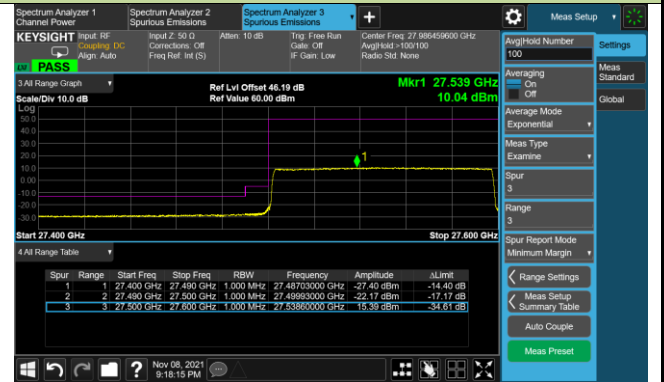 Spectrum Analyzer 1
Channel Power
Spectrum Analyzer 2
Spurious Emissions
Spectrum Analyzer 3
Spurious Emissions
Meas Setup
KEYSIGHT
Input: RF
Coupling: DC
Align: Auto
Input Z: 50 Ω
Corrections: Off
Freq Ref: Int (S)
Atten: 10 dB
Trig: Free Run
Gate: Off
IF Gain: Low
Center Freq: 27.986459600 GHz
Avg|Hold:>100/100
Radio Std: None
LXI
PASS
3 All Range Graph
Scale/Div 10.0 dB
Log
Ref Lvl Offset 46.19 dB
Ref Value 60.00 dBm
Mkr1 27.539 GHz
10.04 dBm
50.0
40.0
30.0
20.0
10.0
0.00
-10.0
-20.0
-30.0
1
Start 27.400 GHz
Stop 27.600 GHz
4 All Range Table
Spur Range Start Freq Stop Freq RBW Frequency Amplitude ΔLimit
1 1 27.400 GHz 27.490 GHz 1.000 MHz 27.48703000 GHz -27.40 dBm -14.40 dB
2 2 27.490 GHz 27.500 GHz 1.000 MHz 27.49993000 GHz -22.17 dBm -17.17 dB
3 3 27.500 GHz 27.600 GHz 1.000 MHz 27.53860000 GHz 15.39 dBm -34.61 dB
Avg|Hold Number
100
Averaging
On
Off
Average Mode
Exponential
Meas Type
Examine
Spur
3
Range
3
Spur Report Mode
Minimum Margin
Range Settings
Meas Setup
Summary Table
Auto Couple
Meas Preset
Settings
Meas
Standard
Global
Nov 08, 2021
9:18:15 PM